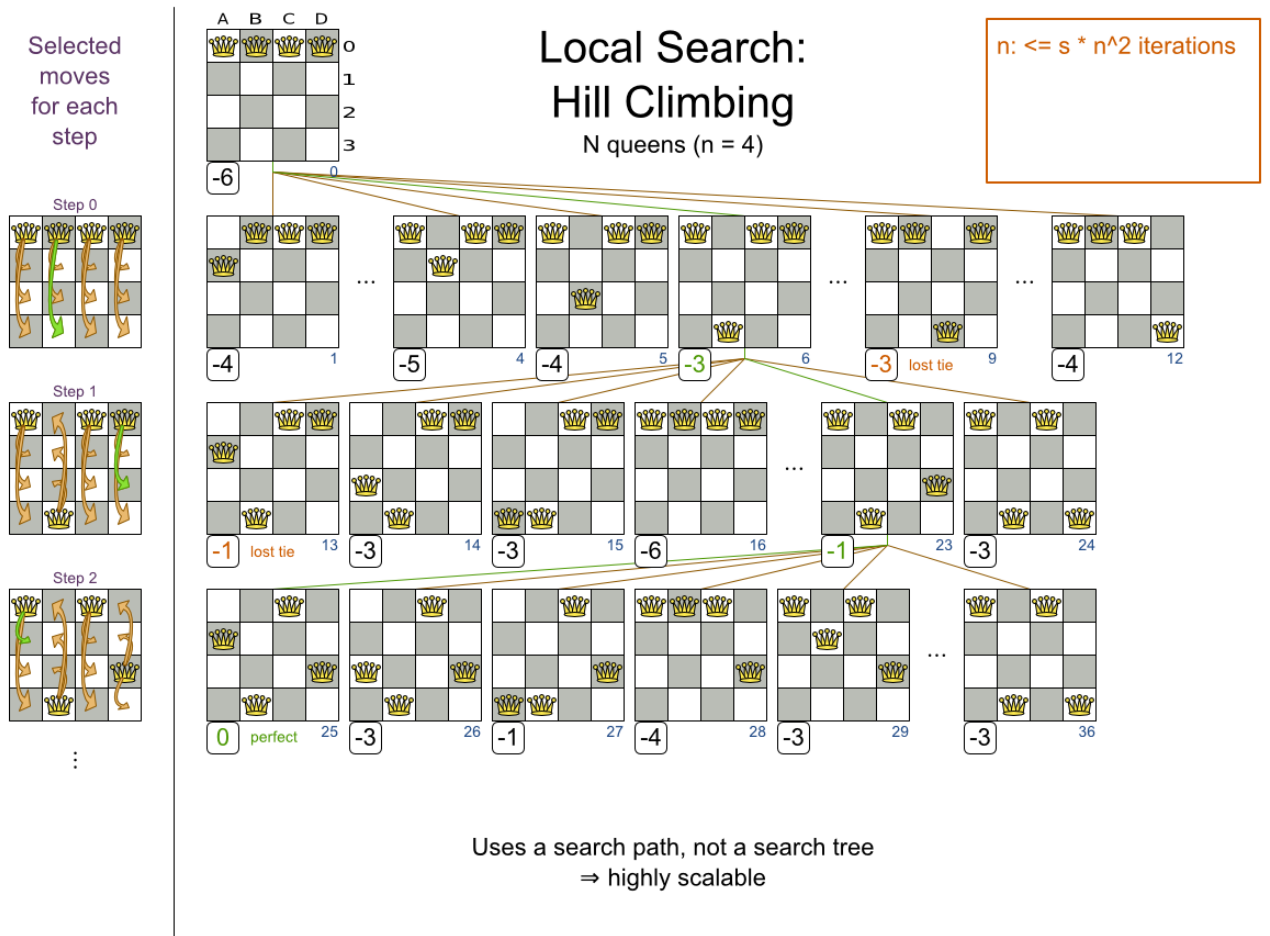 Selected
moves
for each
step
A B C D
0
1
2
3
-6
0
Local Search:
Hill Climbing
N queens (n = 4)
n: <= s * n^2 iterations
Step 0
...
...
...
-4
1
-5
4
-4
5
-3
6
-3 lost tie
9
-4
12
Step 1
...
-1 lost tie
13
-3
14
-3
15
-6
16
-1
23
-3
24
Step 2
...
0 perfect
25
-3
26
-1
27
-4
28
-3
29
-3
36
⋮
Uses a search path, not a search tree
⇒ highly scalable